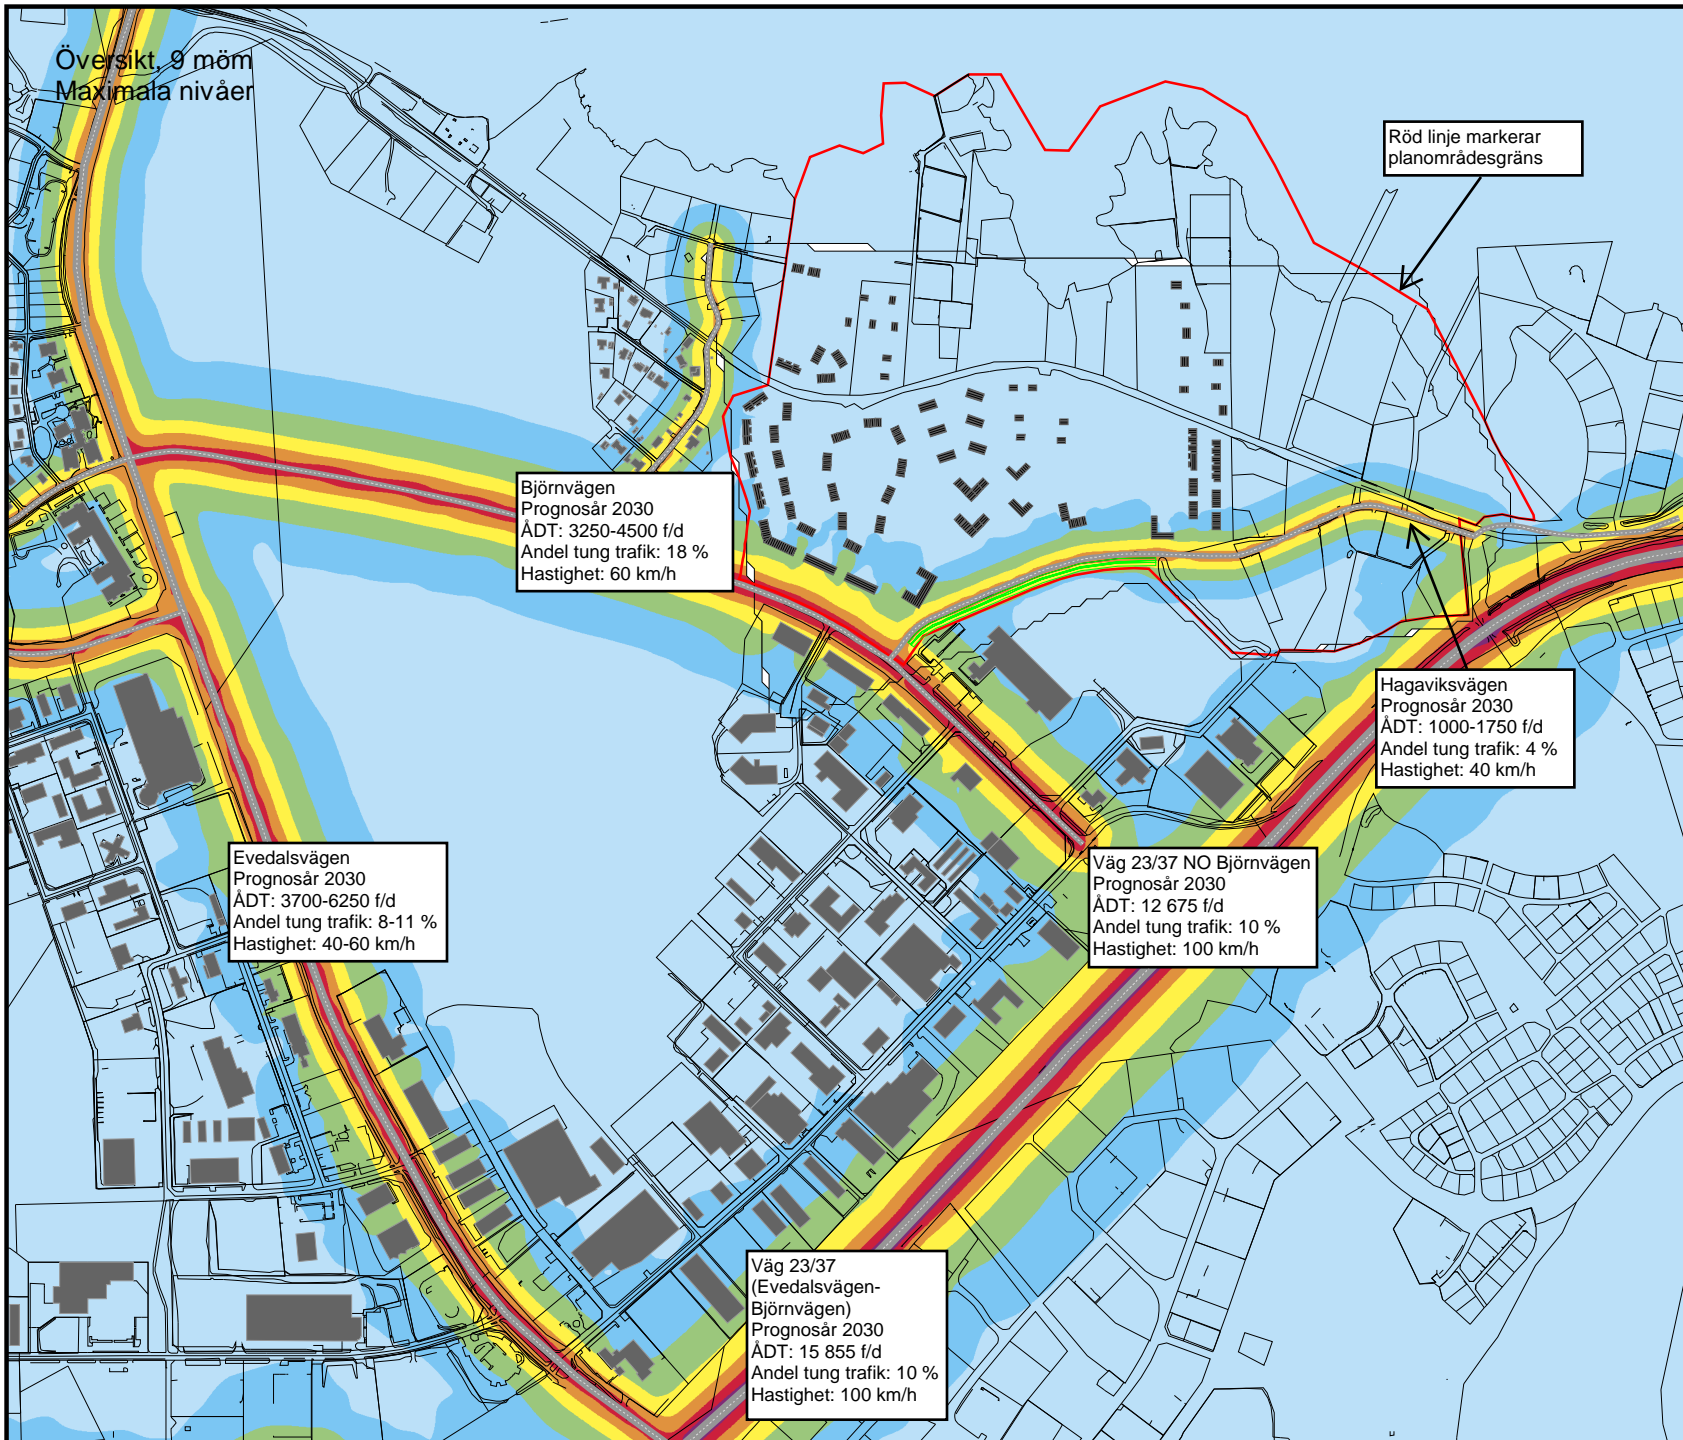 Översikt, 9 möm
Maximala nivåer
Röd linje markerar
planområdesgräns
Björnvägen
Prognosår 2030
ÅDT: 3250-4500 f/d
Andel tung trafik: 18 %
Hastighet: 60 km/h
Hagaviksvägen
Prognosår 2030
ÅDT: 1000-1750 f/d
Andel tung trafik: 4 %
Hastighet: 40 km/h
Evedalsvägen
Prognosår 2030
ÅDT: 3700-6250 f/d
Andel tung trafik: 8-11 %
Hastighet: 40-60 km/h
Väg 23/37 NO Björnvägen
Prognosår 2030
ÅDT: 12 675 f/d
Andel tung trafik: 10 %
Hastighet: 100 km/h
Väg 23/37
(Evedalsvägen-
Björnvägen)
Prognosår 2030
ÅDT: 15 855 f/d
Andel tung trafik: 10 %
Hastighet: 100 km/h